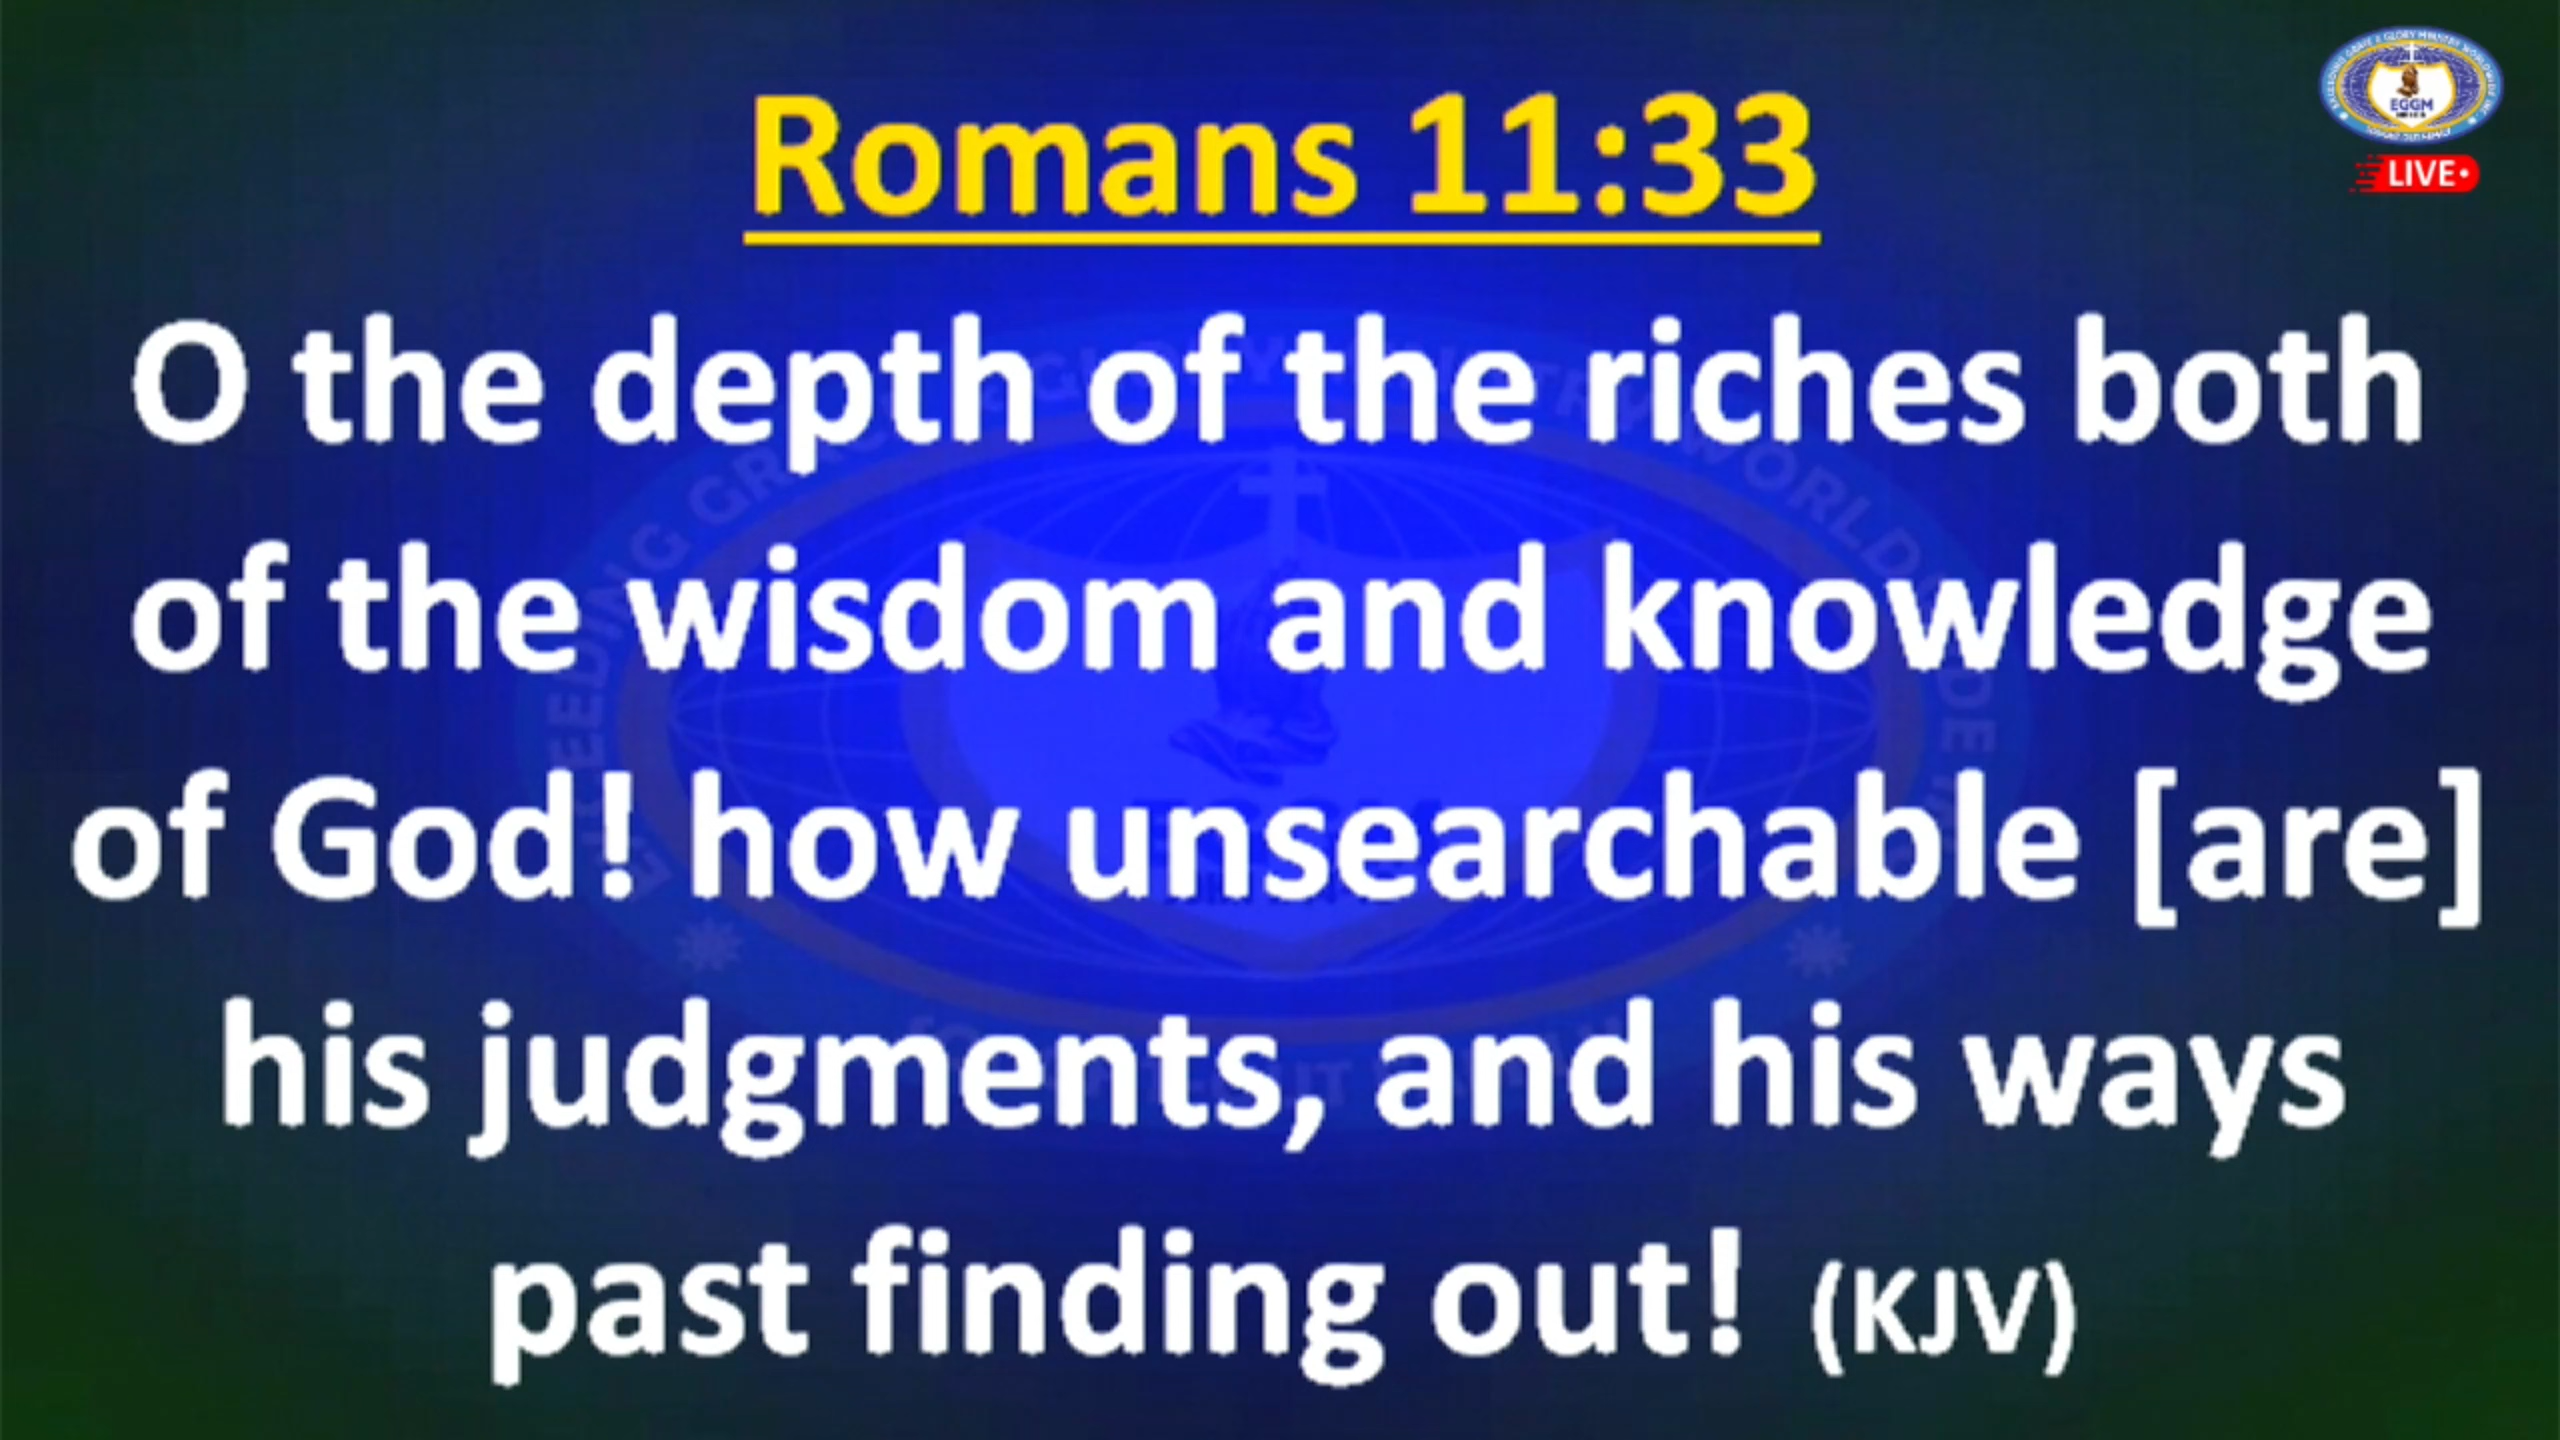 Romans 11:33
EGGM
LIVE
O the depth of the riches both
of the wisdom and knowledge
of God! how unsearchable [are]
his judgments, and his ways
past finding out! (KJV)